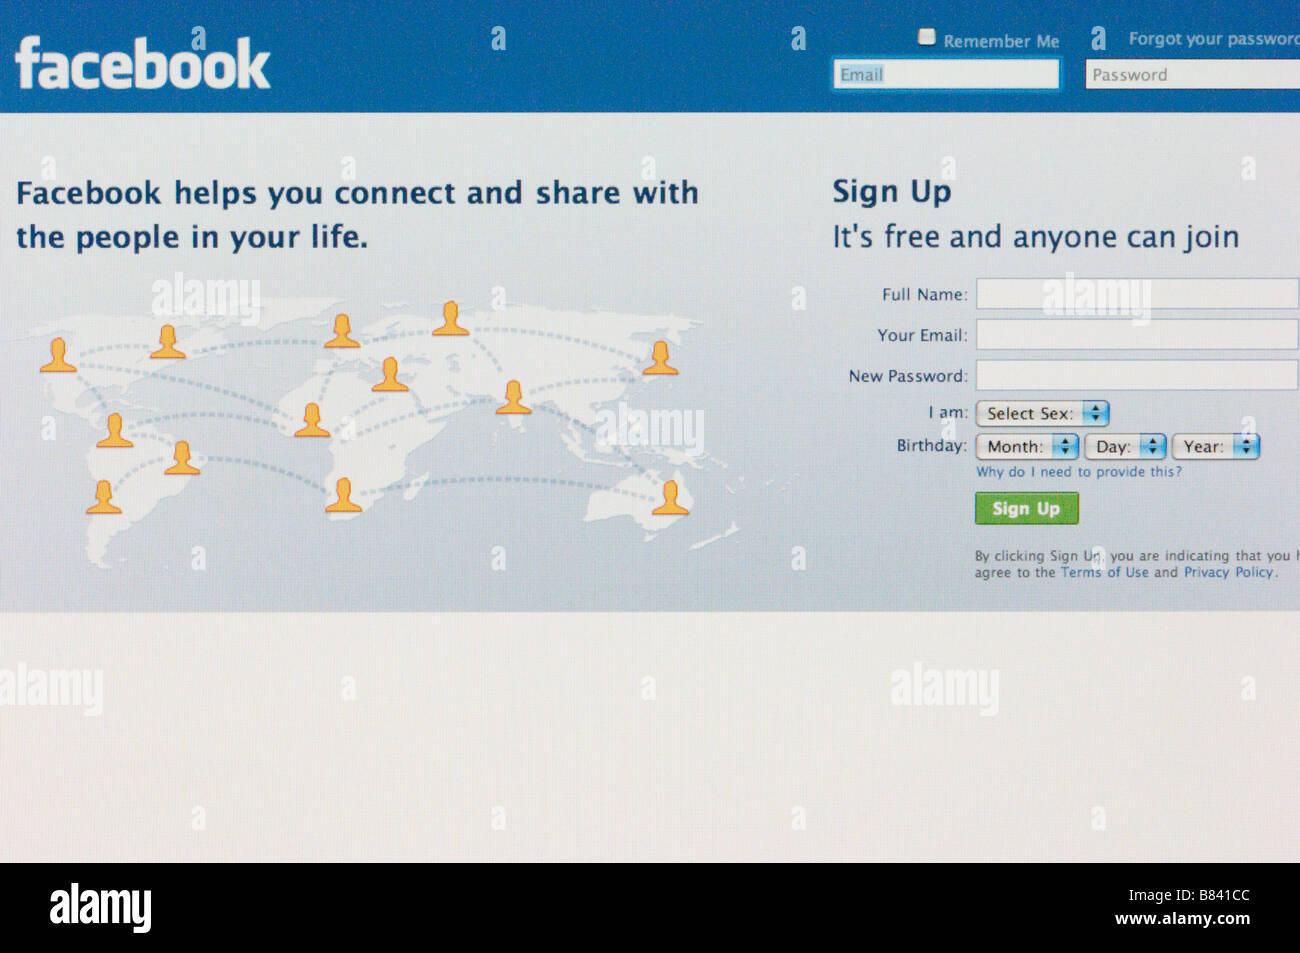 facebook
Remember Me
Forgot your password
Email
Password
Facebook helps you connect and share with
the people in your life.
Sign Up
It's free and anyone can join
Full Name:
Your Email:
New Password:
I am: Select Sex:
Birthday: Month: Day: Year:
Why do I need to provide this?
Sign Up
By clicking Sign Up, you are indicating that you
agree to the Terms of Use and Privacy Policy.
alamy
alamy
alamy
alamy
alamy
alamy
Image ID: B841CC
www.alamy.com